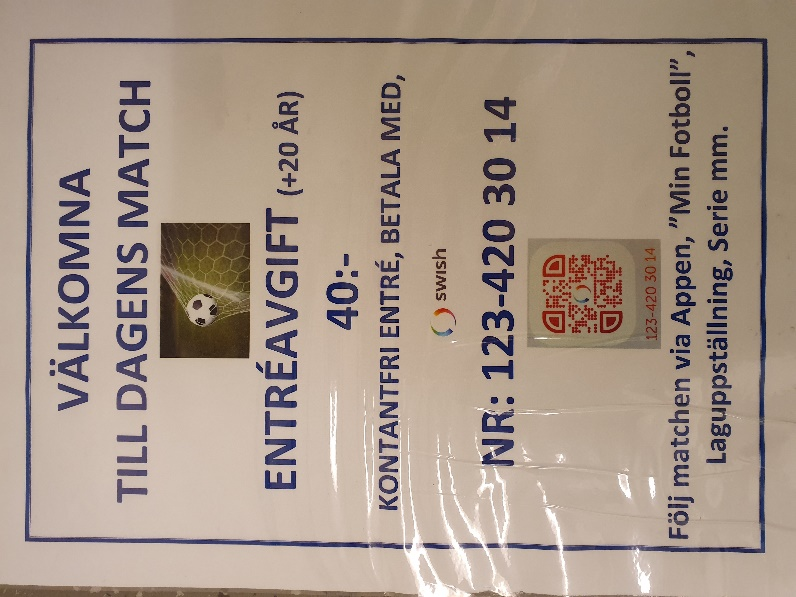 VÄLKOMNA
TILL DAGENS MATCH
ENTRÉAVGIFT (+20 ÅR)
40:-
KONTANTFRI ENTRÉ, BETALA MED,
swish
NR: 123-420 30 14
123-420 30 14
Följ matchen via Appen, ”Min Fotboll”,
Laguppställning, Serie mm.